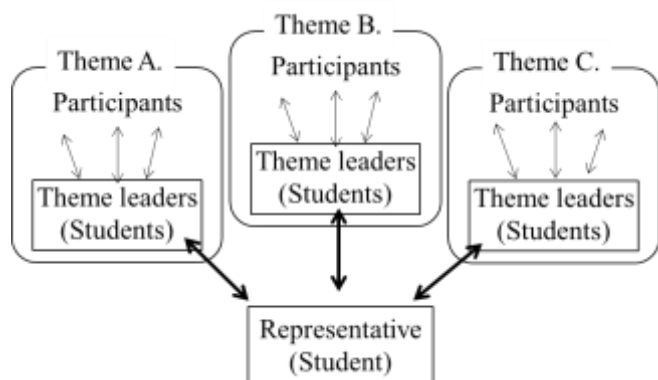 Theme A.
Participants
Theme leaders
(Students)
Theme B.
Participants
Theme leaders
(Students)
Theme C.
Participants
Theme leaders
(Students)
Representative
(Student)